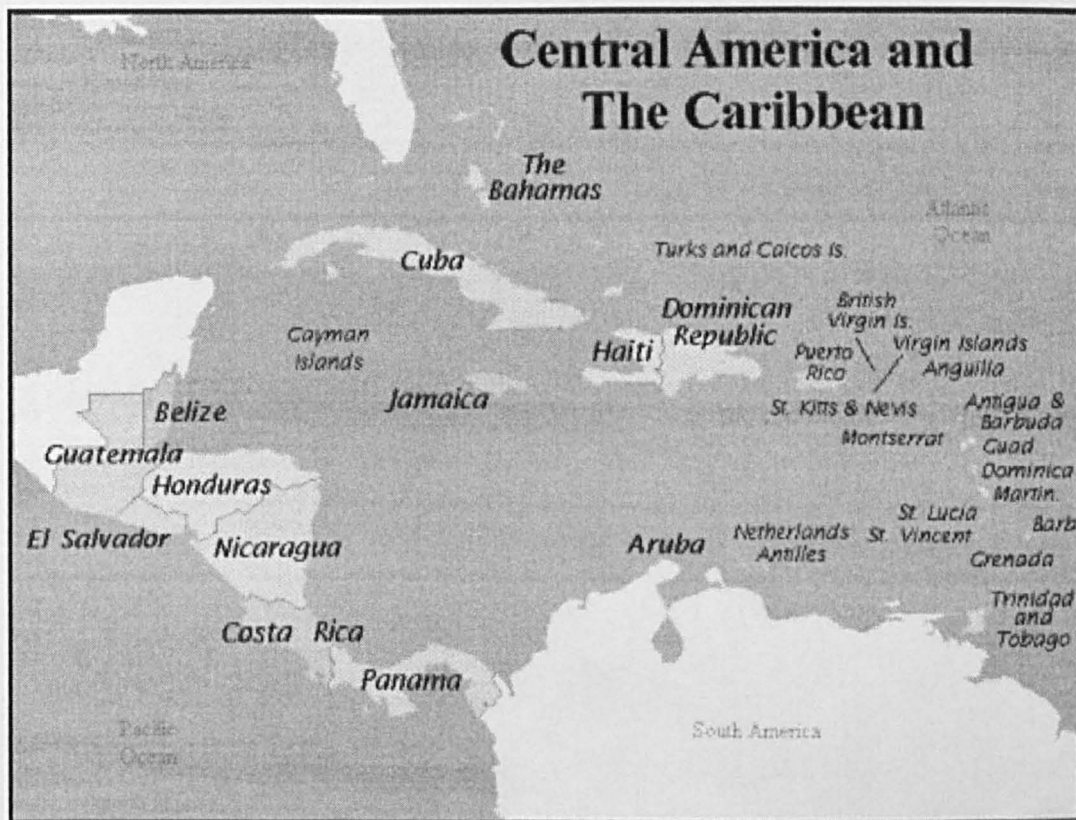 Central America and
The Caribbean
North America
The
Bahamas
Atlantic
Ocean
Cuba
Turks and Caicos Is.
Dominican
Republic
British
Virgin Is.
Cayman
Islands
Haiti
Puerto
Rico
Virgin Islands
Anguilla
Jamaica
Belize
St. Kitts & Nevis
Antigua &
Barbuda
Montserrat
Guad
Guatemala
Honduras
Dominica
Martin.
El Salvador
Nicaragua
Aruba
Netherlands
Antilles
St. Lucia
St. Vincent
Barb
Grenada
Trinidad
and
Tobago
Costa Rica
Panama
Pacific
Ocean
South America